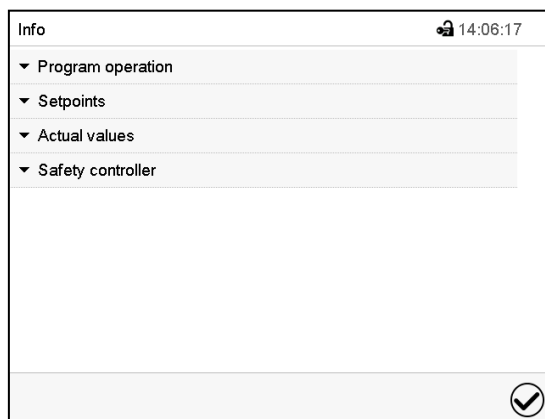 Info 14:06:17
Program operation
Setpoints
Actual values
Safety controller